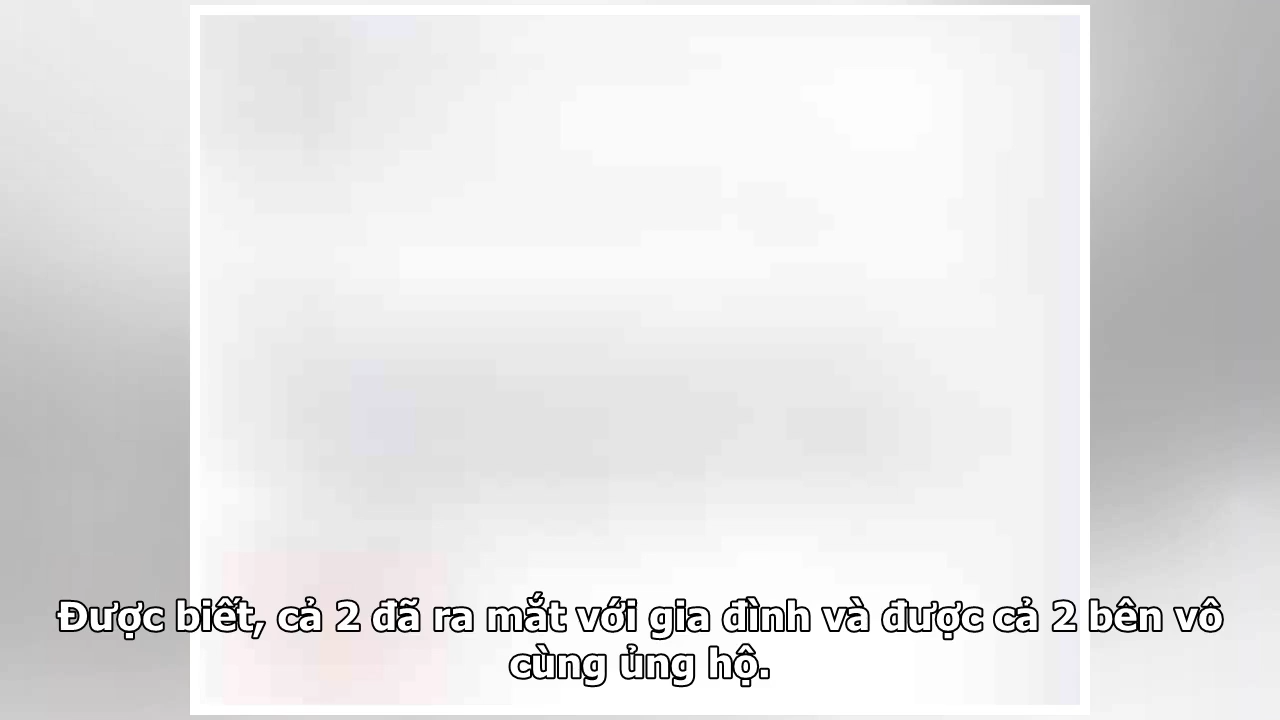 Được biết, cả 2 đã ra mắt với gia đình và được cả 2 bên vô
cùng ủng hộ.